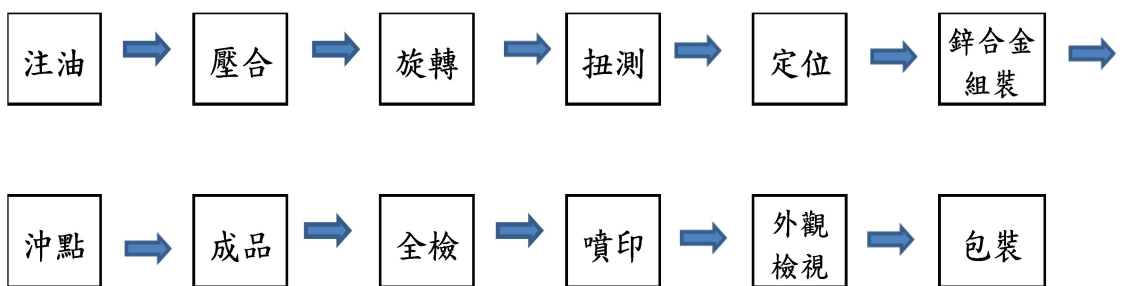 注油
壓合
旋轉
扭測
定位
鋅合金
組裝
沖點
成品
全檢
噴印
外觀
檢視
包裝